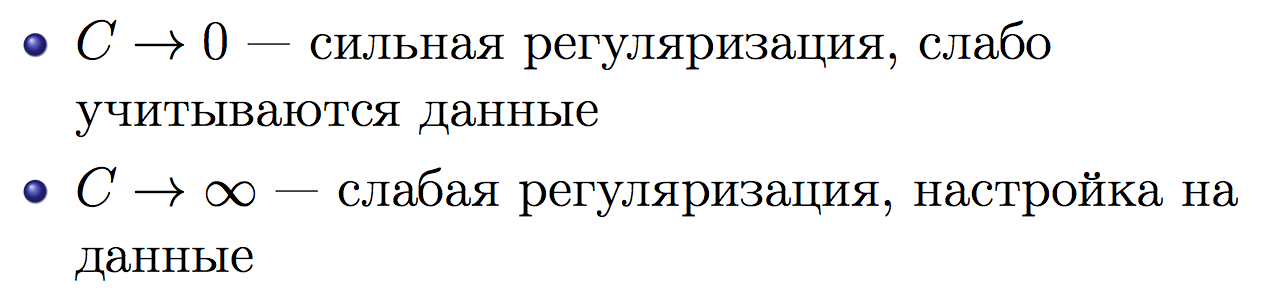 • C → 0 — сильная регуляризация, слабо
учитываются данные
• C → ∞ — слабая регуляризация, настройка на
данные